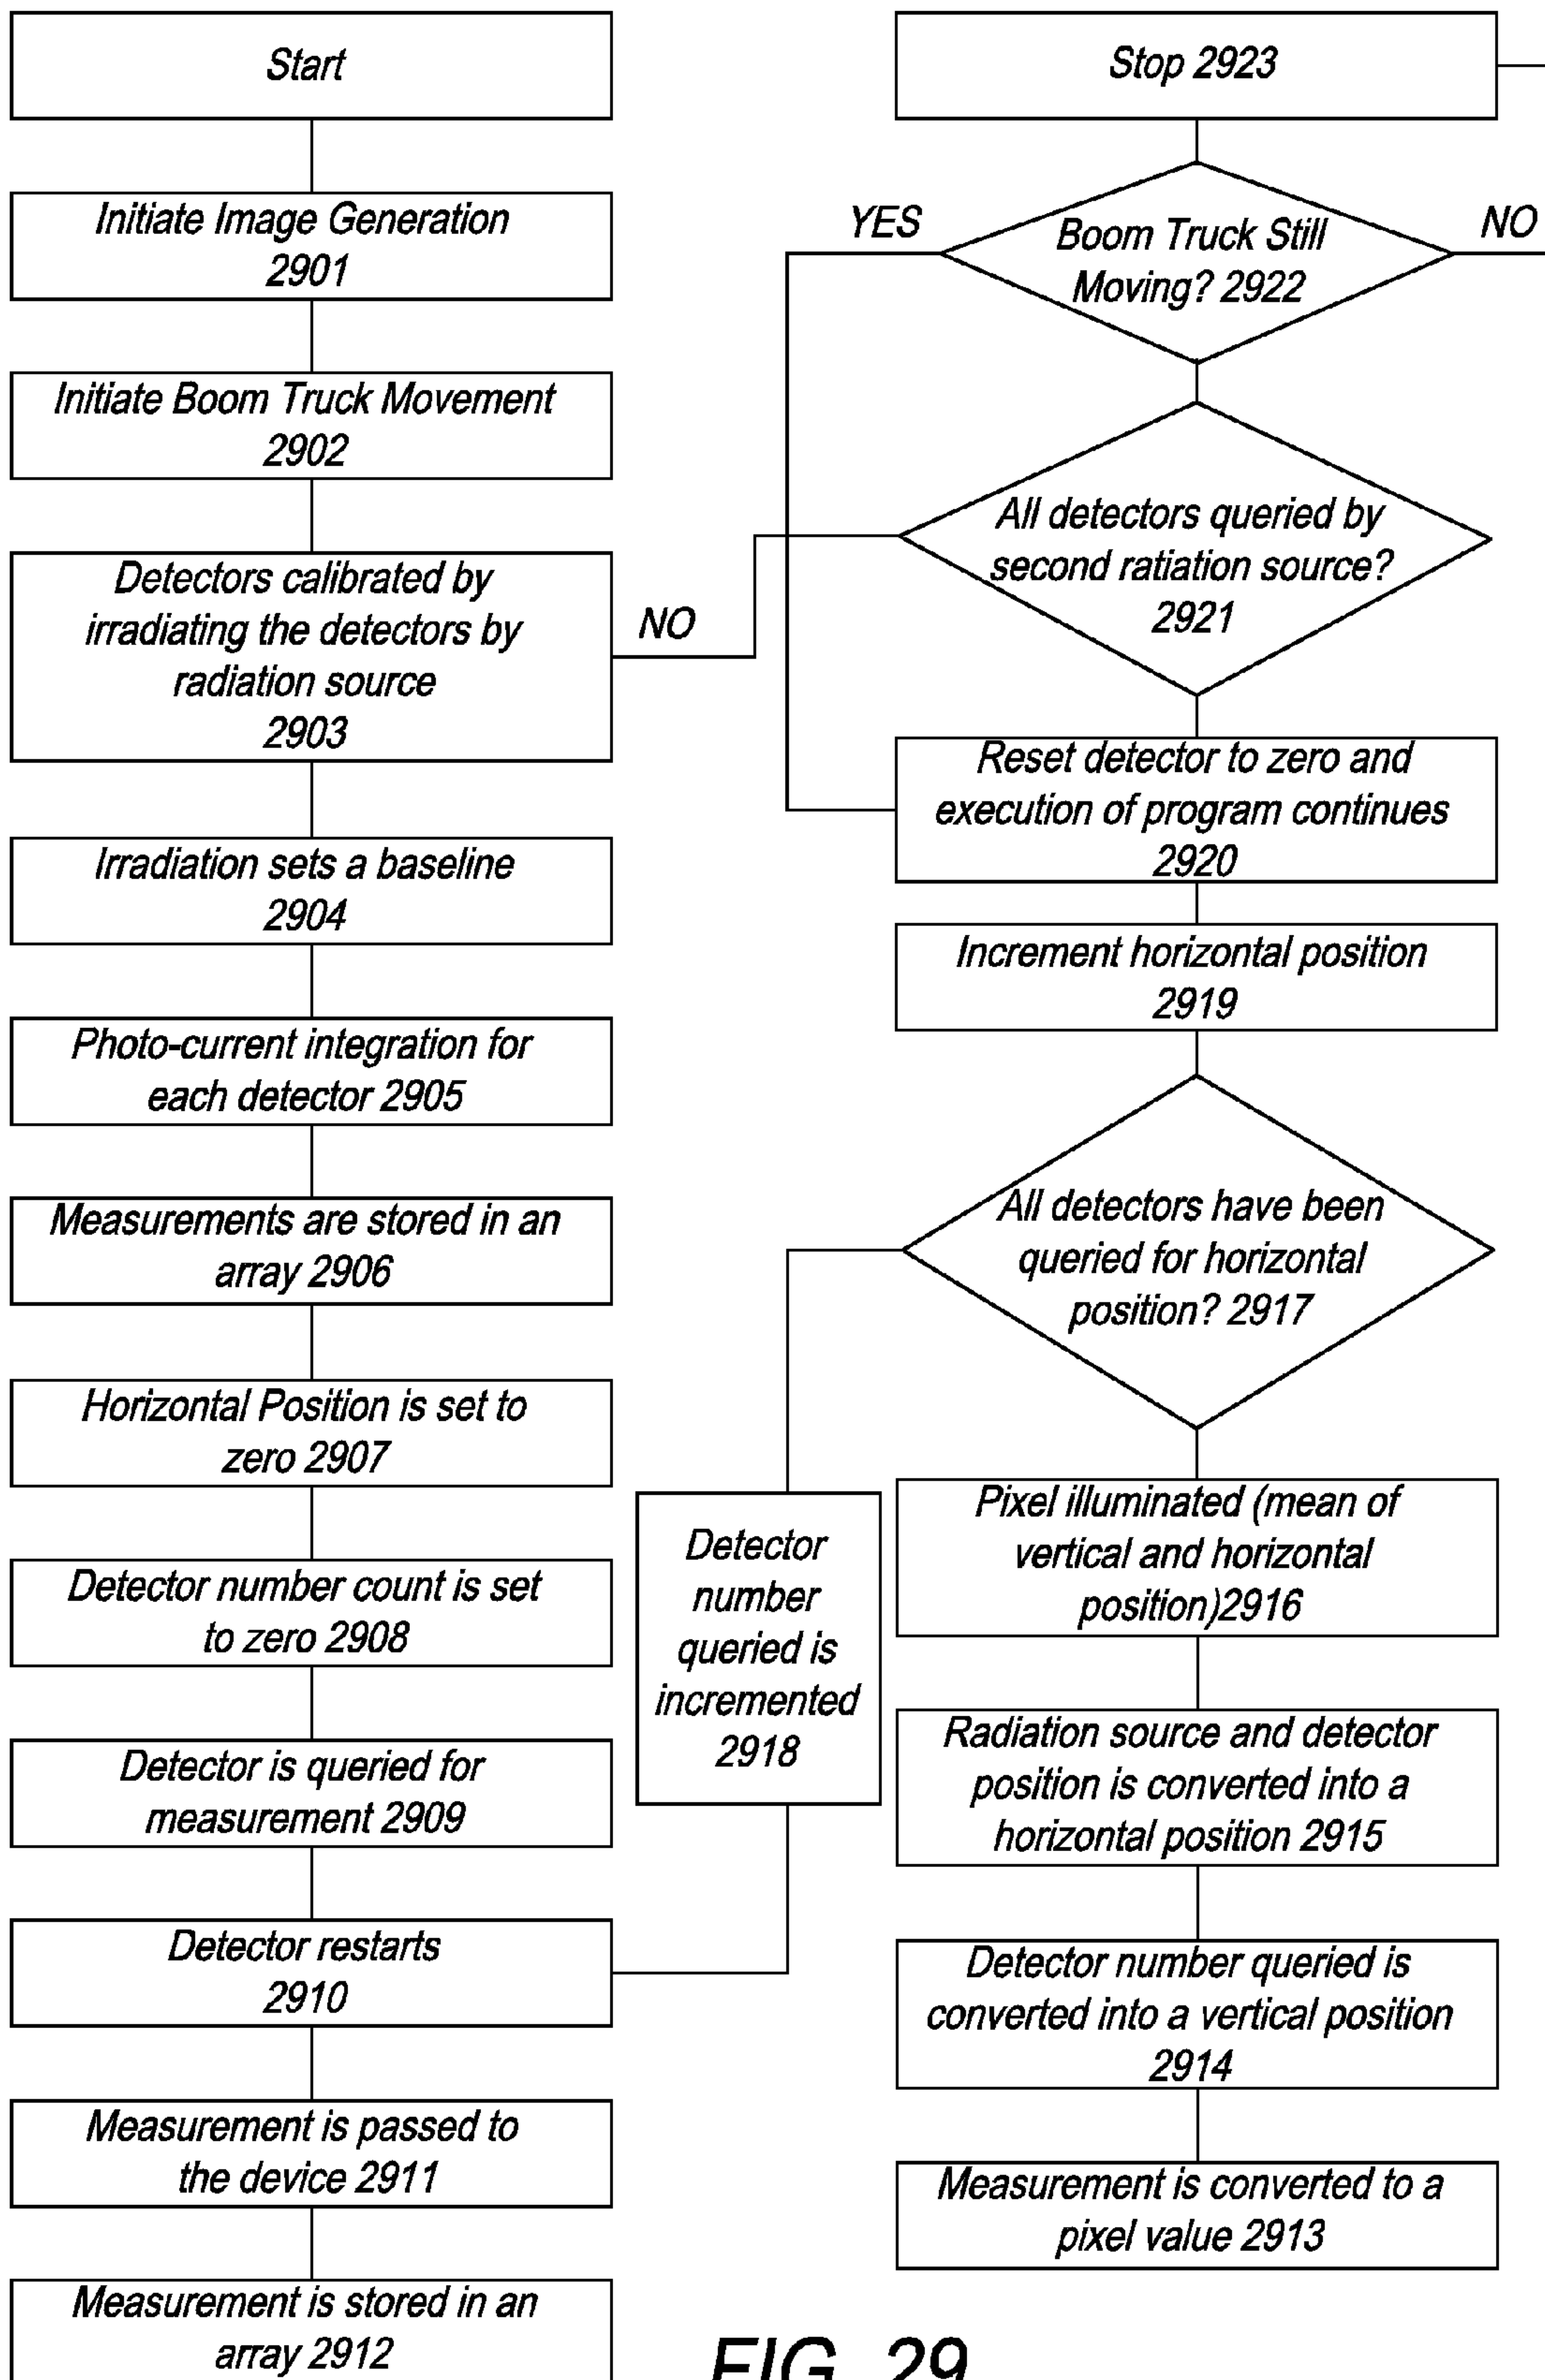 Start
Initiate Image Generation
2901
Initiate Boom Truck Movement
2902
Detectors calibrated by
irradiating the detectors by
radiation source
2903
NO
Irradiation sets a baseline
2904
Photo-current integration for
each detector 2905
Measurements are stored in an
array 2906
Horizontal Position is set to
zero 2907
Detector number count is set
to zero 2908
Detector is queried for
measurement 2909
Detector restarts
2910
Measurement is passed to
the device 2911
Measurement is stored in an
array 2912
Stop 2923
YES
Boom Truck Still
Moving? 2922
NO
All detectors queried by
second ratiation source?
2921
Reset detector to zero and
execution of program continues
2920
Increment horizontal position
2919
All detectors have been
queried for horizontal
position? 2917
Detector
number
queried is
incremented
2918
Pixel illuminated (mean of
vertical and horizontal
position)2916
Radiation source and detector
position is converted into a
horizontal position 2915
Detector number queried is
converted into a vertical position
2914
Measurement is converted to a
pixel value 2913
FIG. 29